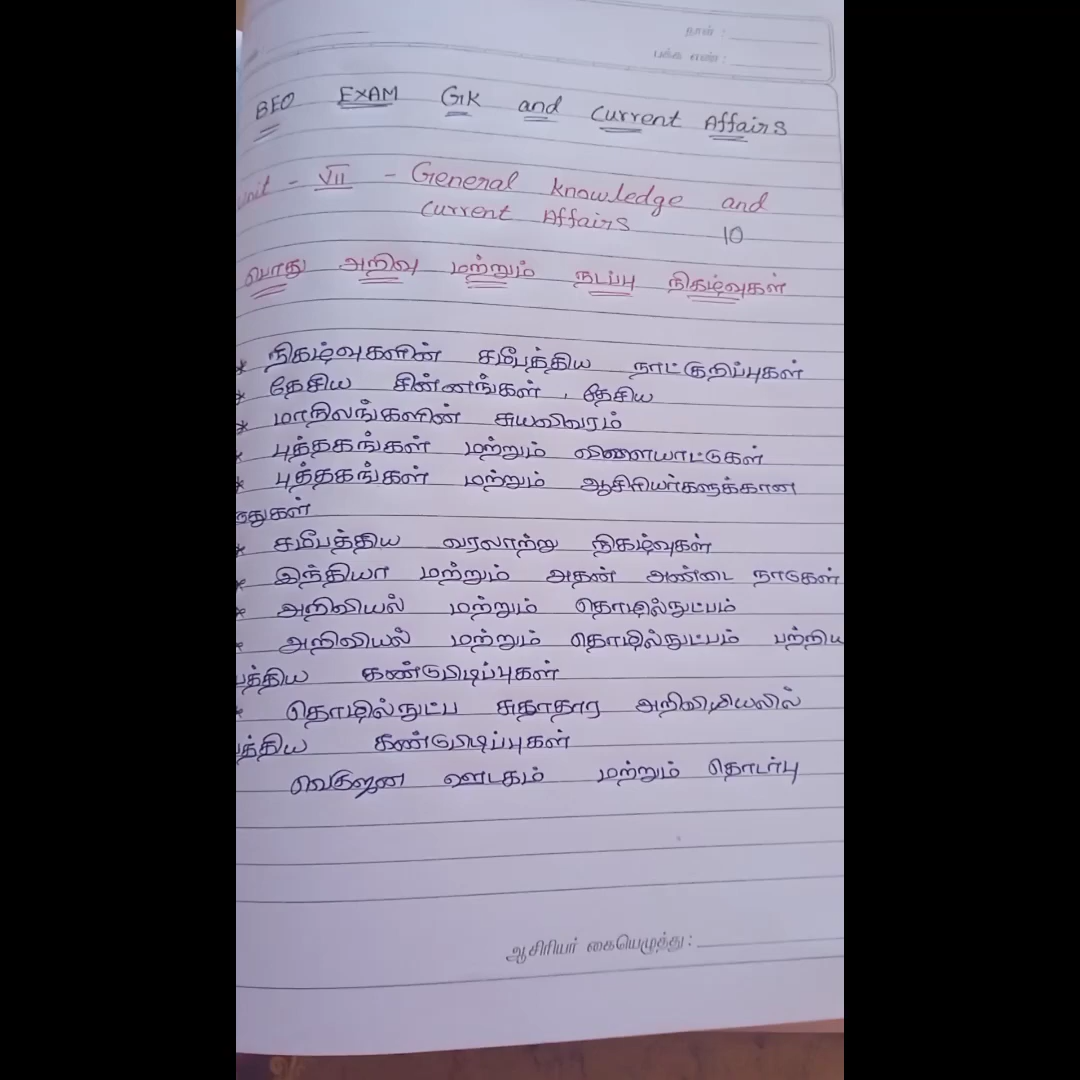 நாள் :
பக்க எண் :
BEO EXAM GK and Current Affairs
unit - VII - General knowledge and
Current Affairs 10
பொது அறிவு மற்றும் நடப்பு நிகழ்வுகள்
* நிகழ்வுகளின் சமீபத்திய நாட்குறிப்புகள்
* தேசிய சின்னங்கள், தேசிய
* மாநிலங்களின் சுயவிவரம்
* புத்தகங்கள் மற்றும் விளையாட்டுகள்
* புத்தகங்கள் மற்றும் ஆசிரியர்களுக்கான
ருதுகள்
* சமீபத்திய வரலாற்று நிகழ்வுகள்
* இந்தியா மற்றும் அதன் அண்டை நாடுகள்
* அறிவியல் மற்றும் தொழில்நுட்பம்
* அறிவியல் மற்றும் தொழில்நுட்பம் பற்றிய
பத்திய கண்டுபிடிப்புகள்
* தொழில்நுட்ப சுகாதார அறிவியியலில்
பத்திய கண்டுபிடிப்புகள்
வெகுஜன ஊடகம் மற்றும் தொடர்பு
ஆசிரியர் கையெழுத்து :